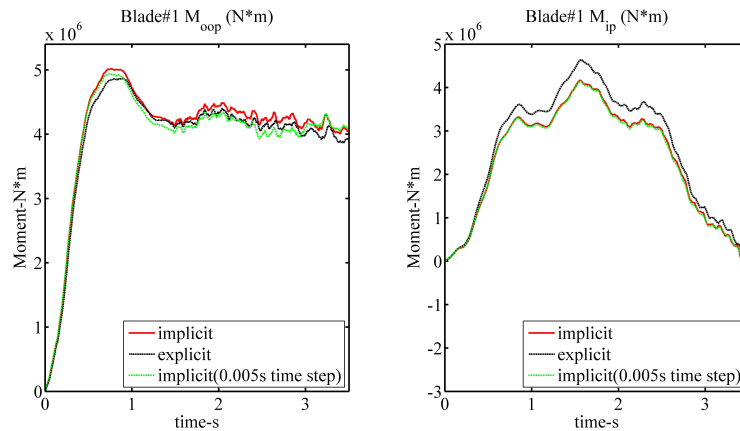 Blade#1 Moop (N*m)
x 10^6
5
4
3
2
1
0
Moment-N*m
0
1
2
3
time-s
implicit
explicit
implicit(0.005s time step)
Blade#1 Mip (N*m)
x 10^6
5
4
3
2
1
0
-1
-2
-3
Moment-N*m
0
1
2
3
time-s
implicit
explicit
implicit(0.005s time step)